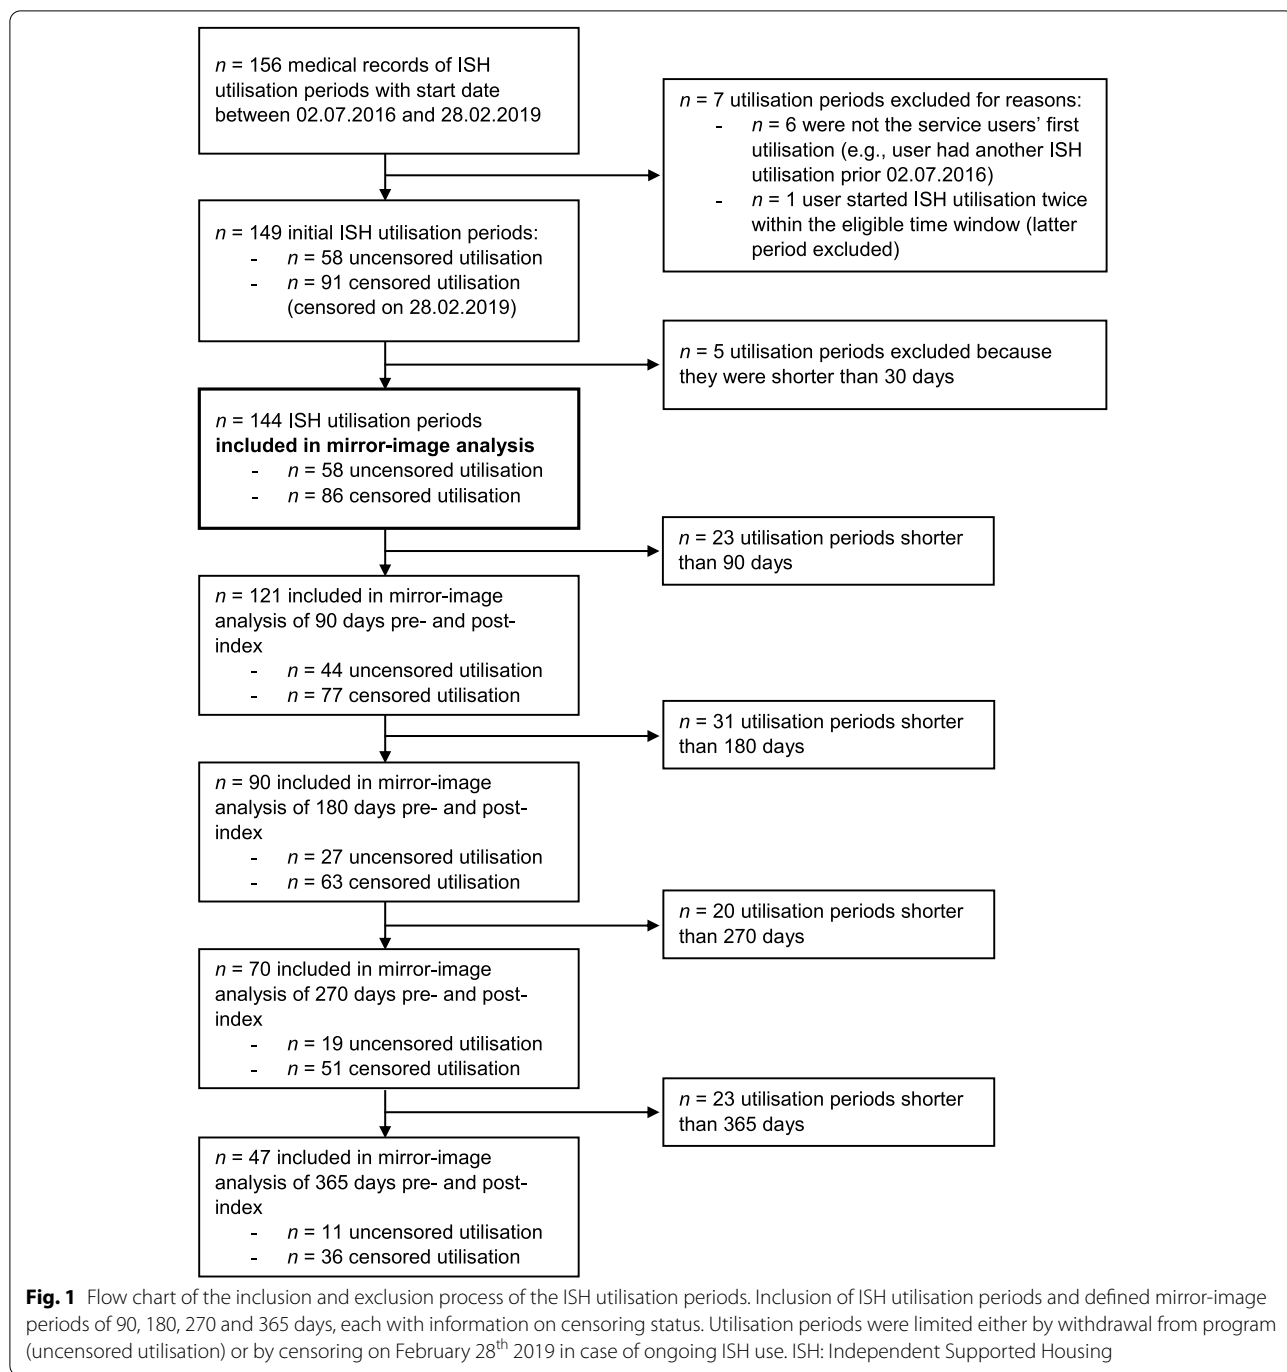 n = 156 medical records of ISH
utilisation periods with start date
between 02.07.2016 and 28.02.2019
n = 7 utilisation periods excluded for reasons:
- n = 6 were not the service users' first
utilisation (e.g., user had another ISH
utilisation prior 02.07.2016)
- n = 1 user started ISH utilisation twice
within the eligible time window (latter
period excluded)
n = 149 initial ISH utilisation periods:
- n = 58 uncensored utilisation
- n = 91 censored utilisation
(censored on 28.02.2019)
n = 5 utilisation periods excluded because
they were shorter than 30 days
n = 144 ISH utilisation periods
included in mirror-image analysis
- n = 58 uncensored utilisation
- n = 86 censored utilisation
n = 23 utilisation periods shorter
than 90 days
n = 121 included in mirror-image
analysis of 90 days pre- and post-
index
- n = 44 uncensored utilisation
- n = 77 censored utilisation
n = 31 utilisation periods shorter
than 180 days
n = 90 included in mirror-image
analysis of 180 days pre- and post-
index
- n = 27 uncensored utilisation
- n = 63 censored utilisation
n = 20 utilisation periods shorter
than 270 days
n = 70 included in mirror-image
analysis of 270 days pre- and post-
index
- n = 19 uncensored utilisation
- n = 51 censored utilisation
n = 23 utilisation periods shorter
than 365 days
n = 47 included in mirror-image
analysis of 365 days pre- and post-
index
- n = 11 uncensored utilisation
- n = 36 censored utilisation
Fig. 1 Flow chart of the inclusion and exclusion process of the ISH utilisation periods. Inclusion of ISH utilisation periods and defined mirror-image
periods of 90, 180, 270 and 365 days, each with information on censoring status. Utilisation periods were limited either by withdrawal from program
(uncensored utilisation) or by censoring on February 28th 2019 in case of ongoing ISH use. ISH: Independent Supported Housing